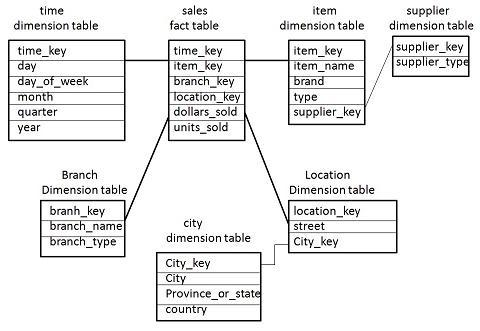 time
dimension table
time_key
day
day_of_week
month
quarter
year
sales
fact table
time_key
item_key
branch_key
location_key
dollars_sold
units_sold
item
dimension table
item_key
item_name
brand
type
supplier_key
supplier
dimension table
supplier_key
supplier_type
Branch
Dimension table
branh_key
branch_name
branch_type
city
dimension table
City_key
City
Province_or_state
country
Location
Dimension table
location_key
street
City_key